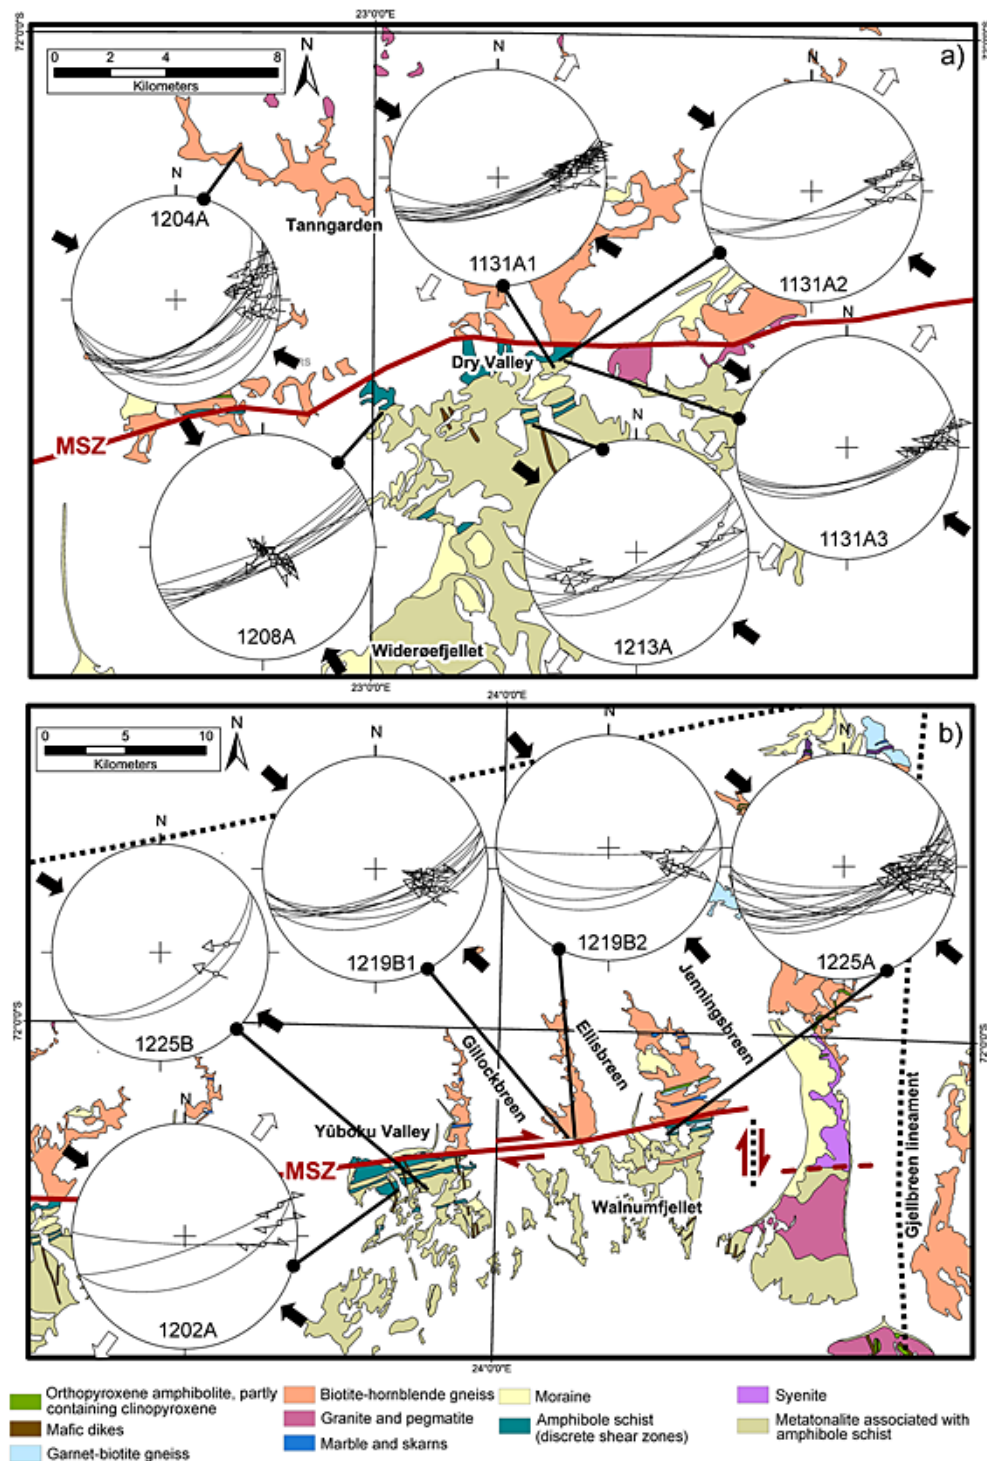 23°0'0"E
72°0'0"S
a)
0 2 4 8
Kilometers
N
N
N
N
1204A
Tanngarden
1131A1
1131A2
N
Dry Valley
MSZ
N
N
1131A3
1208A
1213A
Widerøefjellet
23°0'0"E
24°0'0"E
b)
0 5 10
Kilometers
N
N
N
N
N
1219B1
1219B2
1225A
1225B
72°0'0"S
72°0'0"S
Gillockbreen
Ellisbreen
Jenningsbreen
Gjellbreen lineament
N
Yûboku Valley
MSZ
Walnumfjellet
1202A
24°0'0"E
Orthopyroxene amphibolite, partly
containing clinopyroxene
Mafic dikes
Garnet-biotite gneiss
Biotite-hornblende gneiss
Granite and pegmatite
Marble and skarns
Moraine
Amphibole schist
(discrete shear zones)
Syenite
Metatonalite associated with
amphibole schist